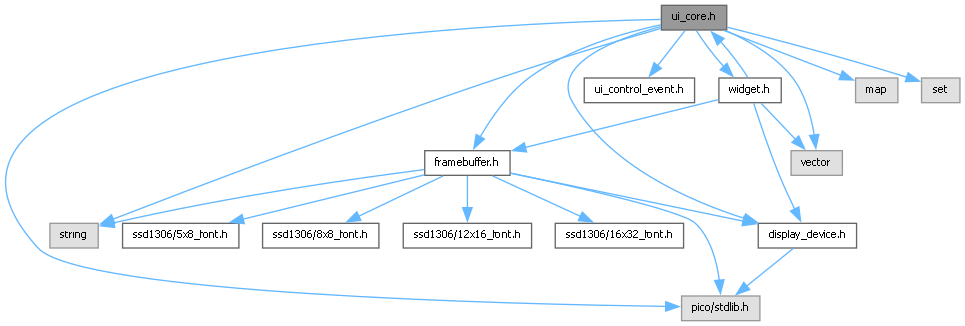 ui_core.h
ui_control_event.h
widget.h
map
set
framebuffer.h
vector
string
ssd1306/5x8_font.h
ssd1306/8x8_font.h
ssd1306/12x16_font.h
ssd1306/16x32_font.h
display_device.h
pico/stdlib.h